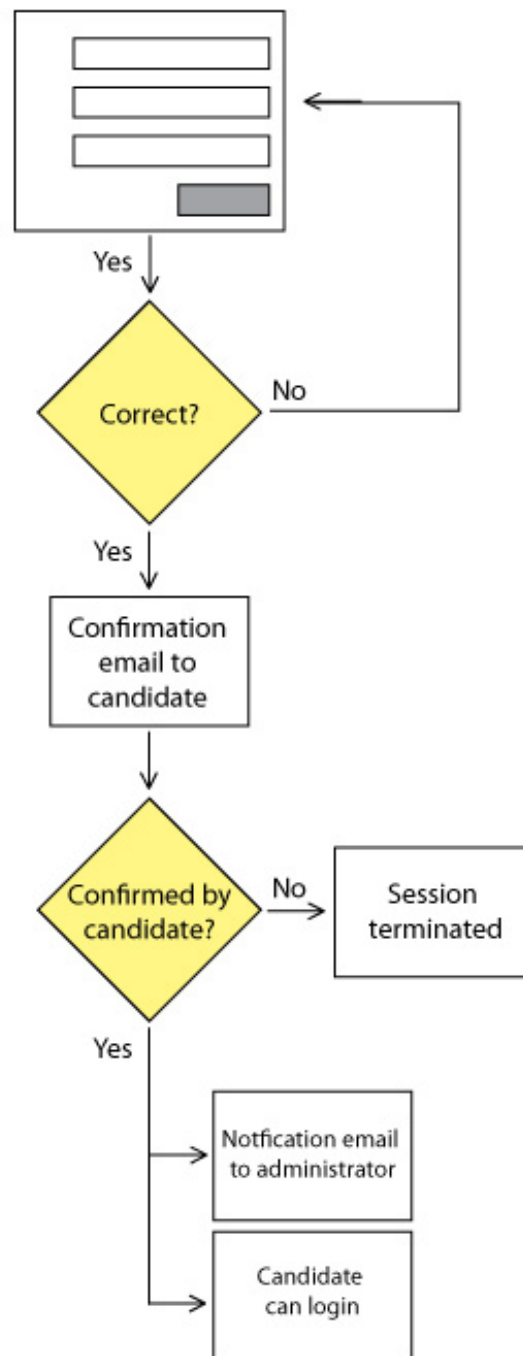 Yes
Correct?
No
Yes
Confirmation
email to
candidate
Confirmed by
candidate?
No
Session
terminated
Yes
Notfication email
to administrator
Candidate
can login